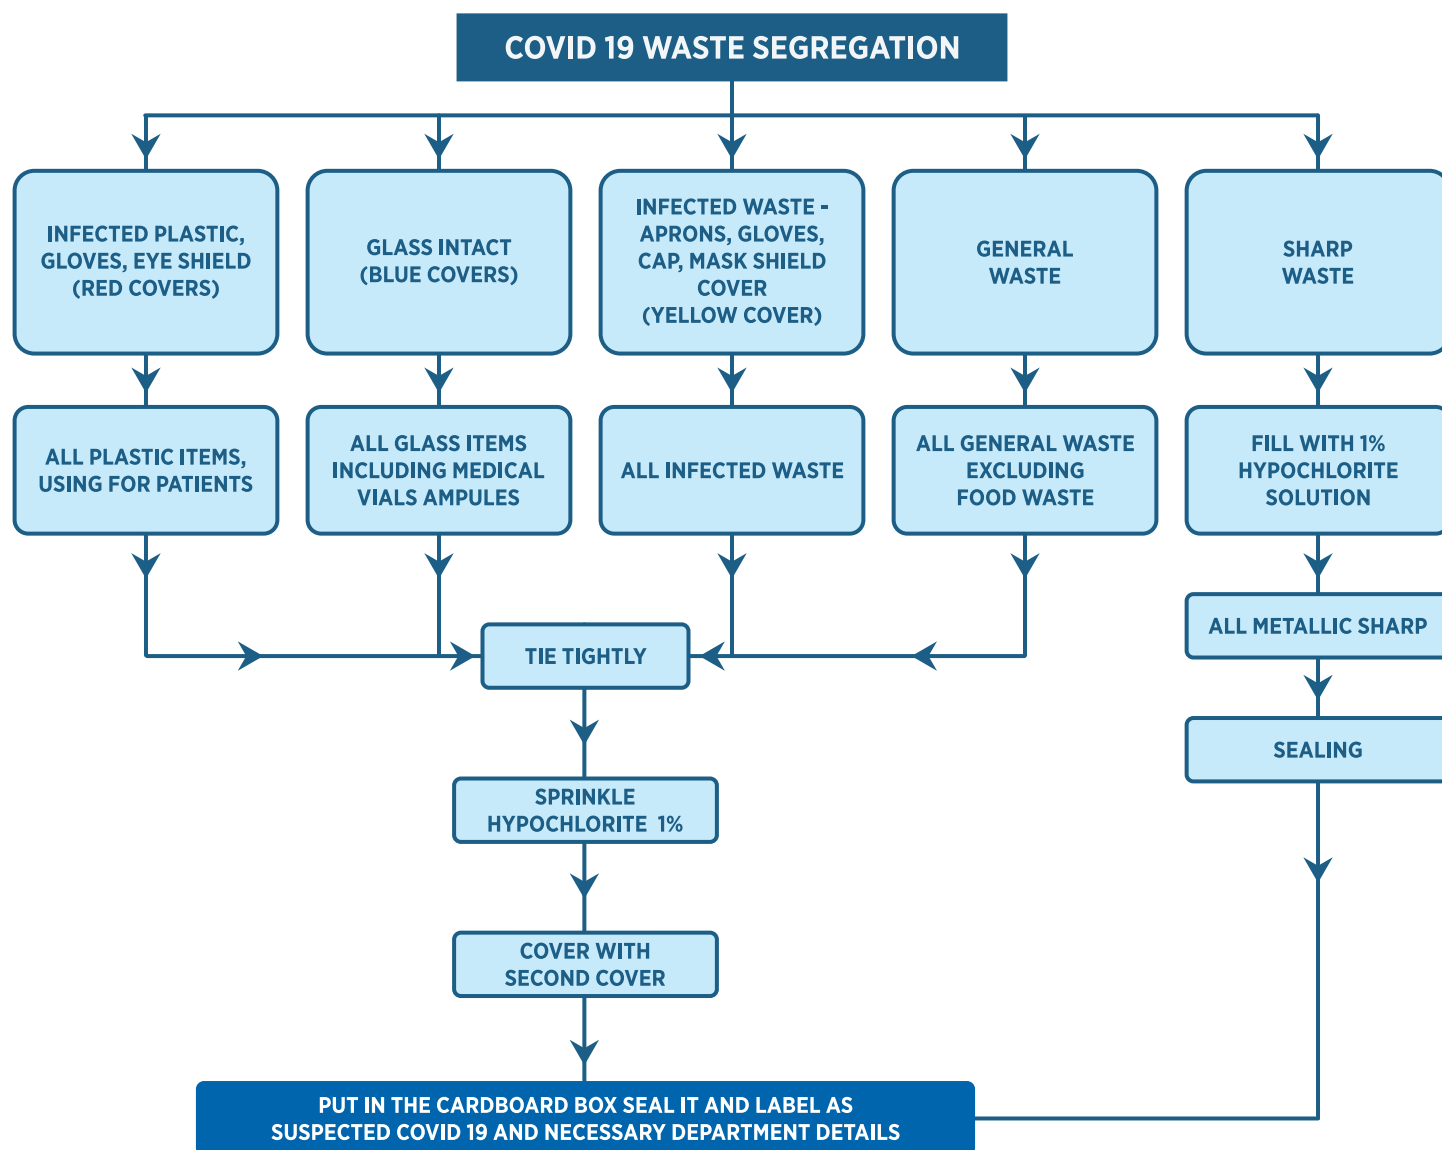 COVID 19 WASTE SEGREGATION
INFECTED PLASTIC,
GLOVES, EYE SHIELD
(RED COVERS)
GLASS INTACT
(BLUE COVERS)
INFECTED WASTE -
APRONS, GLOVES,
CAP, MASK SHIELD
COVER
(YELLOW COVER)
GENERAL
WASTE
SHARP
WASTE
ALL PLASTIC ITEMS,
USING FOR PATIENTS
ALL GLASS ITEMS
INCLUDING MEDICAL
VIALS AMPULES
ALL INFECTED WASTE
ALL GENERAL WASTE
EXCLUDING
FOOD WASTE
FILL WITH 1%
HYPOCHLORITE
SOLUTION
ALL METALLIC SHARP
TIE TIGHTLY
SEALING
SPRINKLE
HYPOCHLORITE 1%
COVER WITH
SECOND COVER
PUT IN THE CARDBOARD BOX SEAL IT AND LABEL AS
SUSPECTED COVID 19 AND NECESSARY DEPARTMENT DETAILS